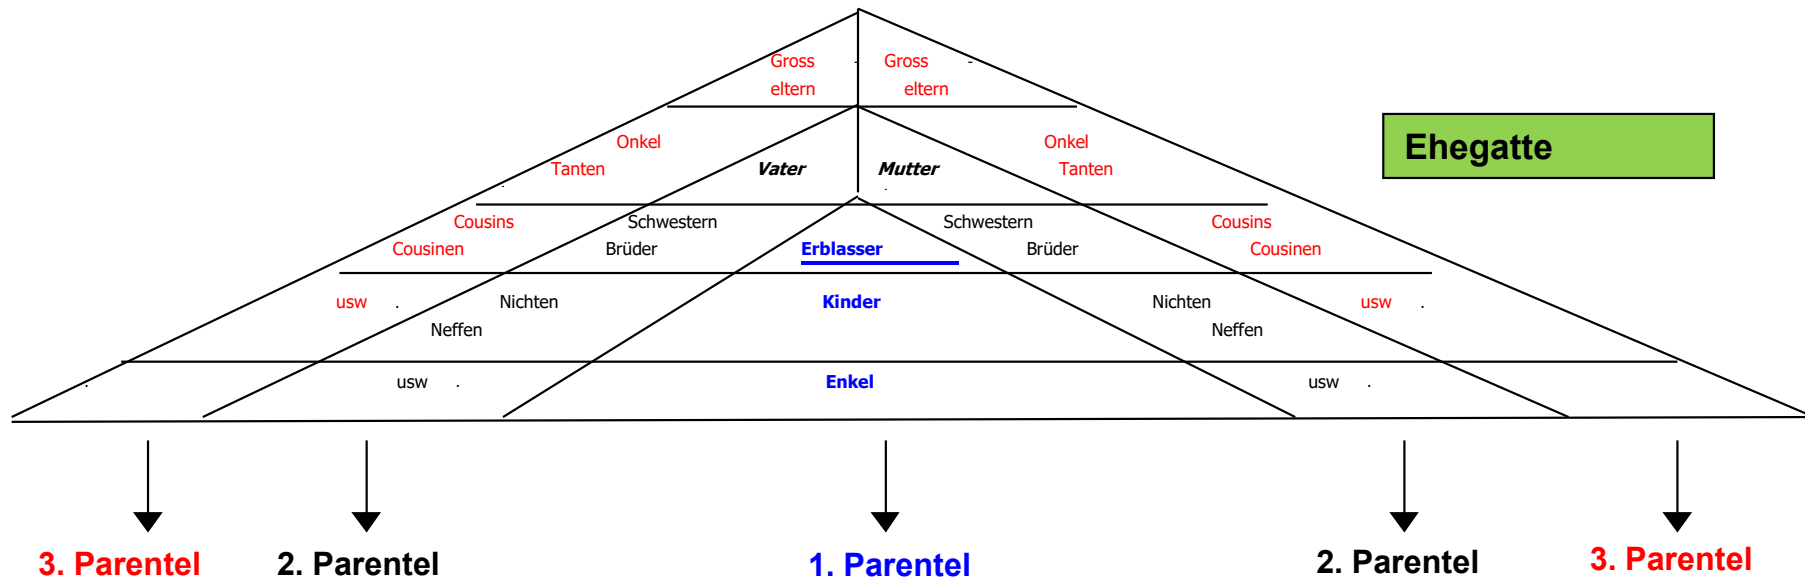 Gross - Gross -
eltern eltern
Ehegatte
Onkel Onkel
Tanten Vater Mutter Tanten
Cousins Schwestern Schwestern Cousins
Cousinen Brüder Erblasser Brüder Cousinen
usw . Nichten Kinder Nichten usw .
Neffen Neffen
usw . Enkel usw .
3. Parentel 2. Parentel 1. Parentel 2. Parentel 3. Parentel